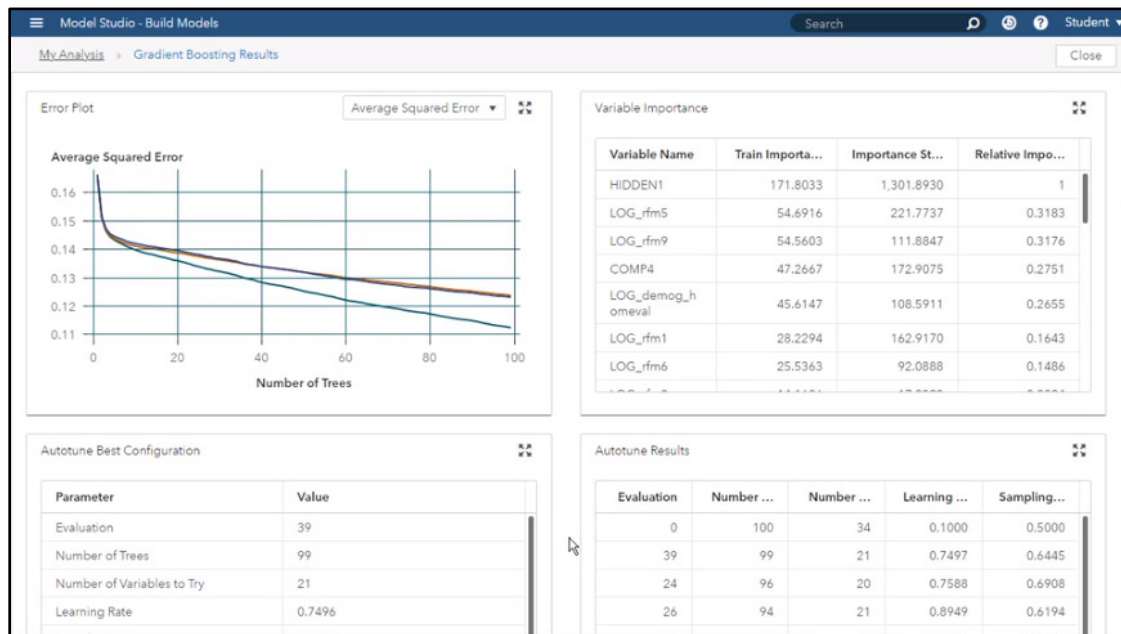 Model Studio - Build Models
Search
Student
My Analysis > Gradient Boosting Results
Close
Error Plot
Average Squared Error
Average Squared Error
0.16
0.15
0.14
0.13
0.12
0.11
0 20 40 60 80 100
Number of Trees
Variable Importance
Variable Name Train Importa... Importance St... Relative Impo...
HIDDEN1 171.8033 1,301.8930 1
LOG_rfm5 54.6916 221.7737 0.3183
LOG_rfm9 54.5603 111.8847 0.3176
COMP4 47.2667 172.9075 0.2751
LOG_demog_h
omeval 45.6147 108.5911 0.2655
LOG_rfm1 28.2294 162.9170 0.1643
LOG_rfm6 25.5363 92.0888 0.1486
Autotune Best Configuration
Parameter Value
Evaluation 39
Number of Trees 99
Number of Variables to Try 21
Learning Rate 0.7496
Autotune Results
Evaluation Number ... Number ... Learning ... Sampling...
0 100 34 0.1000 0.5000
39 99 21 0.7497 0.6445
24 96 20 0.7588 0.6908
26 94 21 0.8949 0.6194